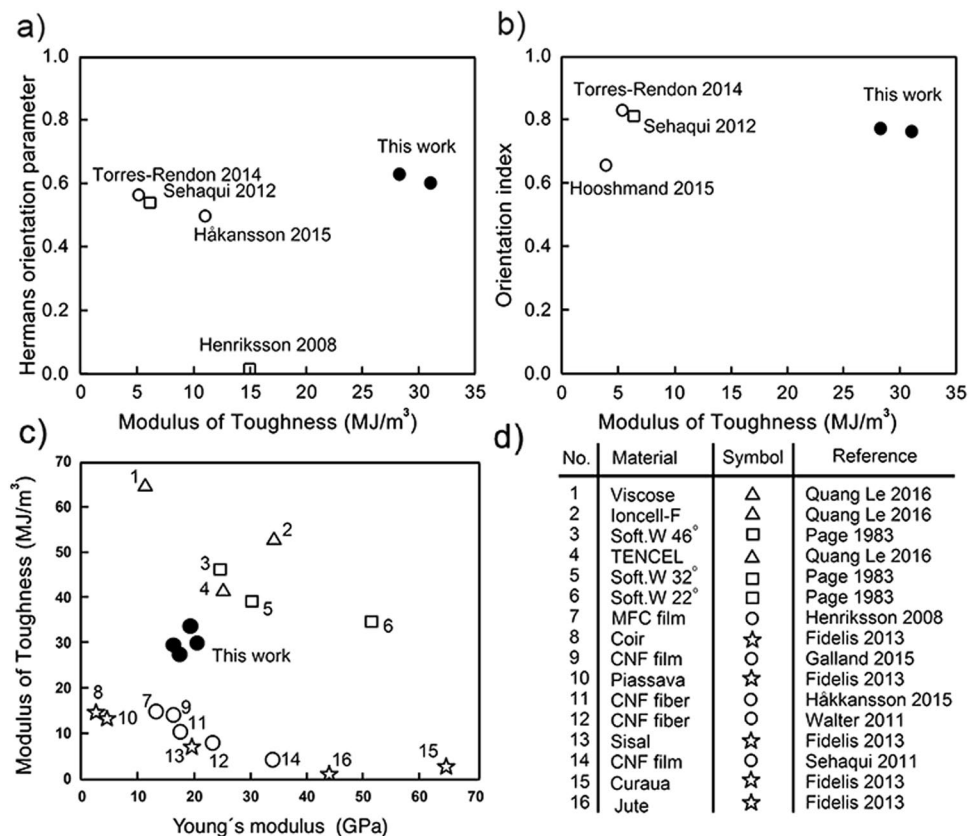 a)
Hermans orientation parameter
1.0
0.8
0.6
0.4
0.2
0.0
Torres-Rendon 2014
Sehaqui 2012
Håkansson 2015
Henriksson 2008
This work
0 5 10 15 20 25 30 35
Modulus of Toughness (MJ/m³)
b)
Orientation index
1.0
0.8
0.6
0.4
0.2
0.0
Torres-Rendon 2014
Sehaqui 2012
Hooshmand 2015
This work
0 5 10 15 20 25 30 35
Modulus of Toughness (MJ/m³)
c)
Modulus of Toughness (MJ/m³)
70
60
50
40
30
20
10
0
1
2
3
4
5
6
This work
8
10
7
9
11
13
12
14
16
15
0 10 20 30 40 50 60 70
Young´s modulus (GPa)
d)
No. Material Symbol Reference
1 Viscose △ Quang Le 2016
2 Ioncell-F △ Quang Le 2016
3 Soft.W 46° □ Page 1983
4 TENCEL △ Quang Le 2016
5 Soft.W 32° □ Page 1983
6 Soft.W 22° □ Page 1983
7 MFC film ○ Henriksson 2008
8 Coir ☆ Fidelis 2013
9 CNF film ○ Galland 2015
10 Piassava ☆ Fidelis 2013
11 CNF fiber ○ Håkkansson 2015
12 CNF fiber ○ Walter 2011
13 Sisal ☆ Fidelis 2013
14 CNF film ○ Sehaqui 2011
15 Curaua ☆ Fidelis 2013
16 Jute ☆ Fidelis 2013